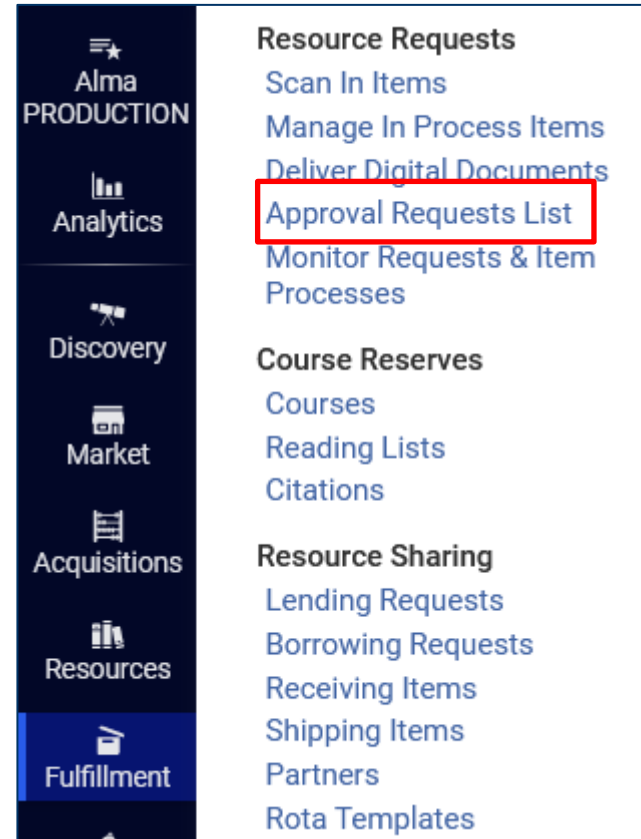 Alma
PRODUCTION
Analytics
Discovery
Market
Acquisitions
Resources
Fulfillment
Resource Requests
Scan In Items
Manage In Process Items
Deliver Digital Documents
Approval Requests List
Monitor Requests & Item
Processes
Course Reserves
Courses
Reading Lists
Citations
Resource Sharing
Lending Requests
Borrowing Requests
Receiving Items
Shipping Items
Partners
Rota Templates